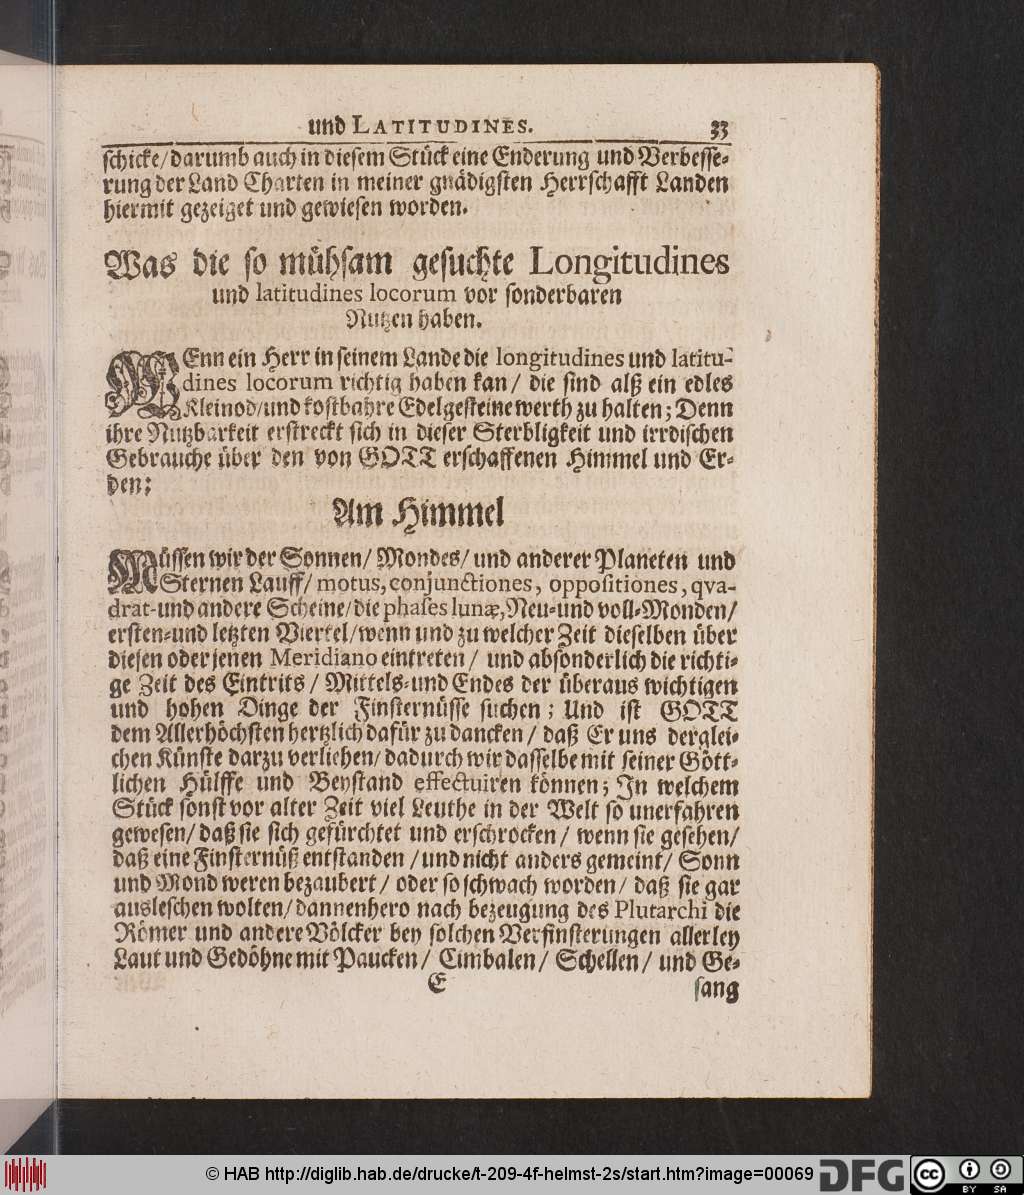 und LATITUDINES. 33
schicke/darumb auch in diesem Stück eine Enderung und Verbesse-
rung der Land Charten in meiner gnädigsten Herrschafft Landen
hiermit gezeiget und gewiesen worden.
Was die so mühsam gesuchte Longitudines
und latitudines locorum vor sonderbaren
Nutzen haben.
WEnn ein Herr in seinem Lande die longitudines und latitu-
dines locorum richtig haben kan/ die sind alß ein edles
Kleinod/und kostbahre Edelgesteine werth zu halten; Denn
ihre Nutzbarkeit erstreckt sich in dieser Sterbligkeit und irrdischen
Gebrauche über den von GOTT erschaffenen Himmel und Er-
den;
Am Himmel
Müssen wir der Sonnen/ Mondes/ und anderer Planeten und
Sternen Lauff/ motus, conjunctiones, oppositiones, qva-
drat-und andere Scheine/die phases lunæ, Neu-und voll-Monden/
ersten-und letzten Viertel/wenn und zu welcher Zeit dieselben über
diesen oder jenen Meridiano eintreten/ und absonderlich die richti-
ge Zeit des Eintrits/ Mittels-und Endes der überaus wichtigen
und hohen Dinge der Finsternüsse suchen; Und ist GOTT
dem Allerhöchsten hertzlich dafür zu dancken/ daß Er uns derglei-
chen Künste darzu verliehen/ dadurch wir dasselbe mit seiner Gött-
lichen Hülffe und Beystand effectuiren können; In welchem
Stück sonst vor alter Zeit viel Leuthe in der Welt so unerfahren
gewesen/ daß sie sich gefürchtet und erschrocken/ wenn sie gesehen/
daß eine Finsternüß entstanden/und nicht anders gemeint/ Sonn
und Mond weren bezaubert/ oder so schwach worden/ daß sie gar
ausleschen wolten/dannenhero nach bezeugung des Plutarchi die
Römer und andere Völcker bey solchen Verfinsterungen allerley
Laut und Gedöhne mit Paucken/ Cimbalen/ Schellen/ und Ge-
E sang
© HAB http://diglib.hab.de/drucke/t-209-4f-helmst-2s/start.htm?image=00069 DFG cc BY SA